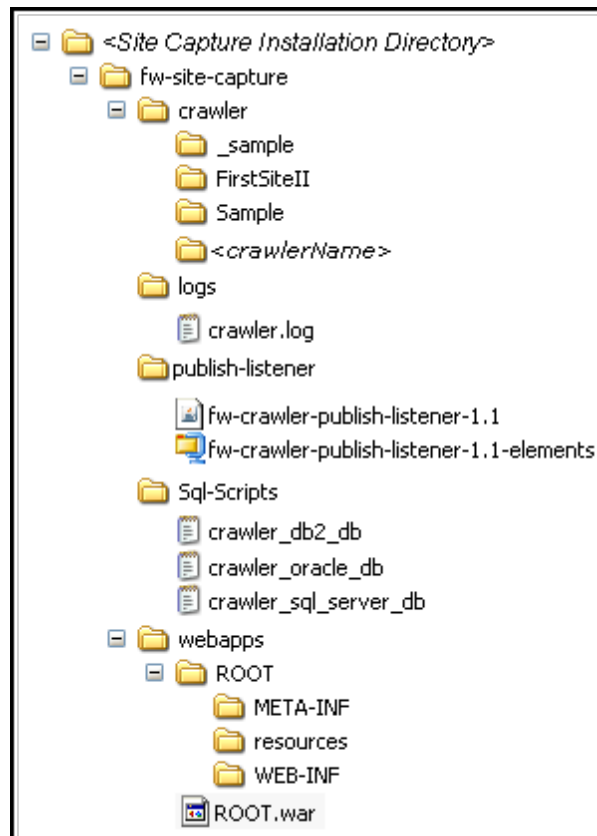 <Site Capture Installation Directory>
fw-site-capture
crawler
_sample
FirstSiteII
Sample
<crawlerName>
logs
crawler.log
publish-listener
fw-crawler-publish-listener-1.1
fw-crawler-publish-listener-1.1-elements
Sql-Scripts
crawler_db2_db
crawler_oracle_db
crawler_sql_server_db
webapps
ROOT
META-INF
resources
WEB-INF
ROOT.war